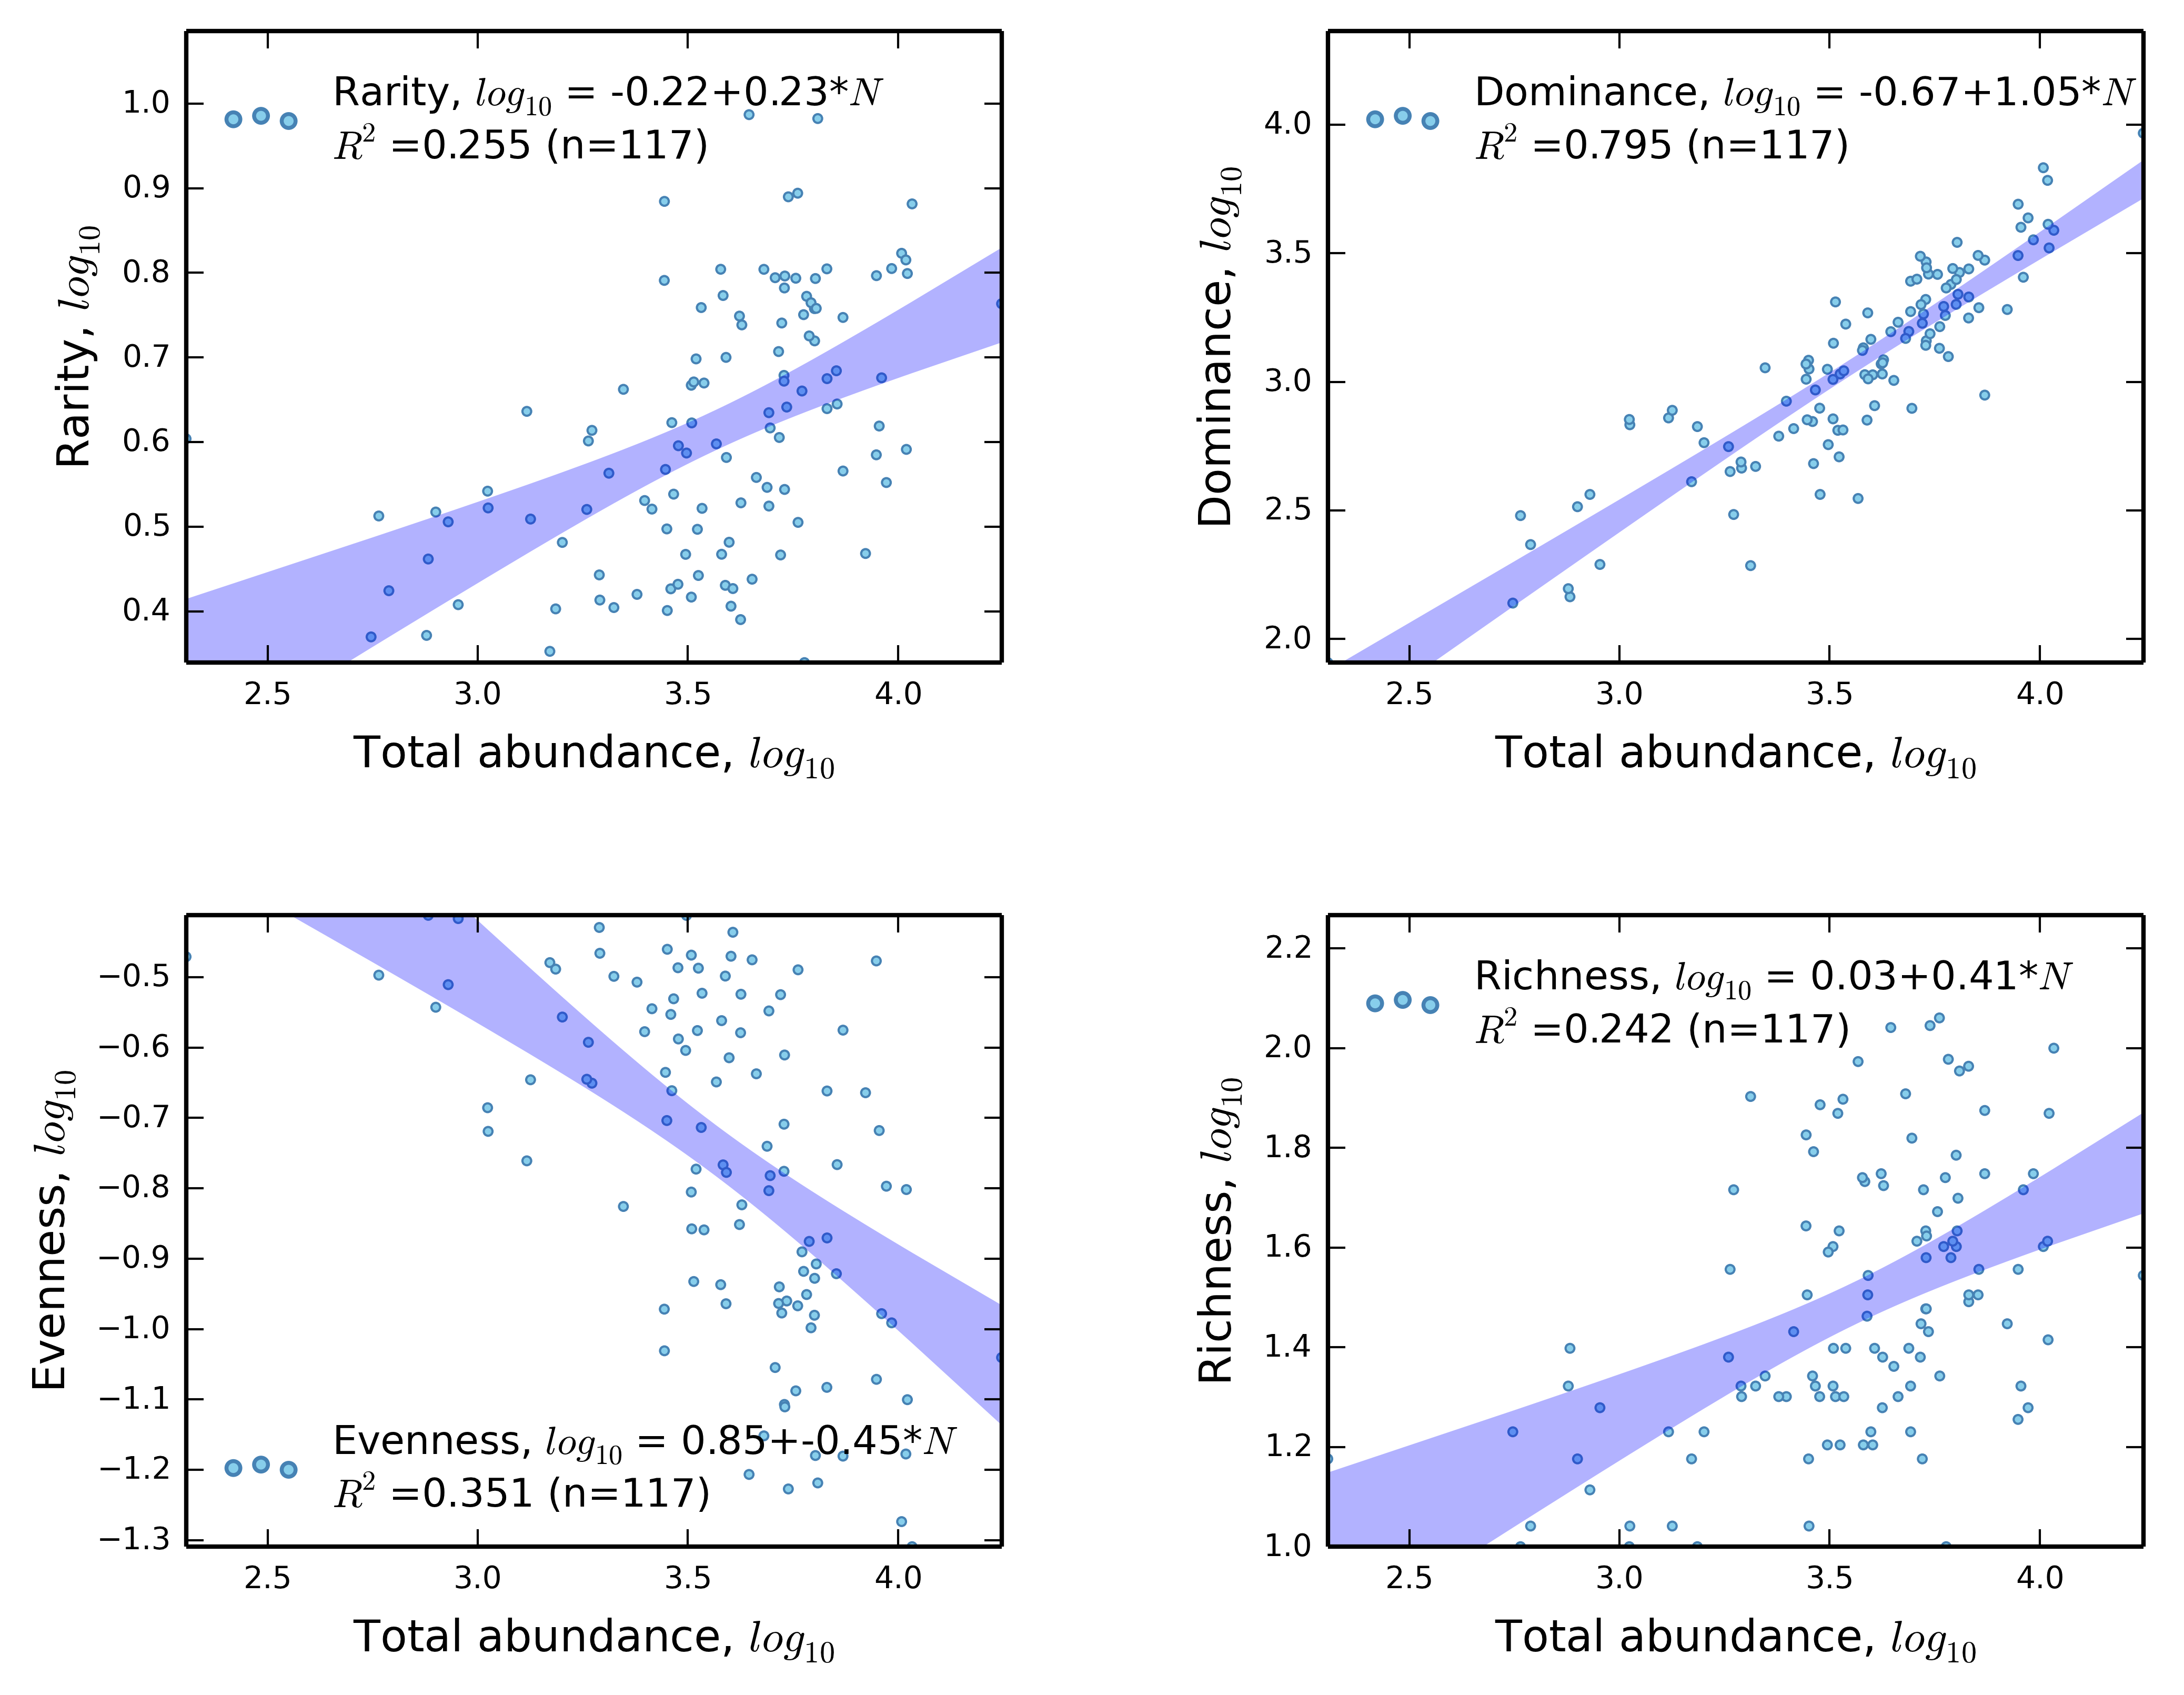 Rarity, log10 = -0.22+0.23*N
R2 =0.255 (n=117)
1.0
0.9
0.8
0.7
0.6
0.5
0.4
Rarity, log10
2.5 3.0 3.5 4.0
Total abundance, log10
Dominance, log10 = -0.67+1.05*N
R2 =0.795 (n=117)
4.0
3.5
3.0
2.5
2.0
Dominance, log10
2.5 3.0 3.5 4.0
Total abundance, log10
−0.5
−0.6
−0.7
−0.8
−0.9
−1.0
−1.1
−1.2
−1.3
Evenness, log10
Evenness, log10 = 0.85+-0.45*N
R2 =0.351 (n=117)
2.5 3.0 3.5 4.0
Total abundance, log10
Richness, log10 = 0.03+0.41*N
R2 =0.242 (n=117)
2.2
2.0
1.8
1.6
1.4
1.2
1.0
Richness, log10
2.5 3.0 3.5 4.0
Total abundance, log10